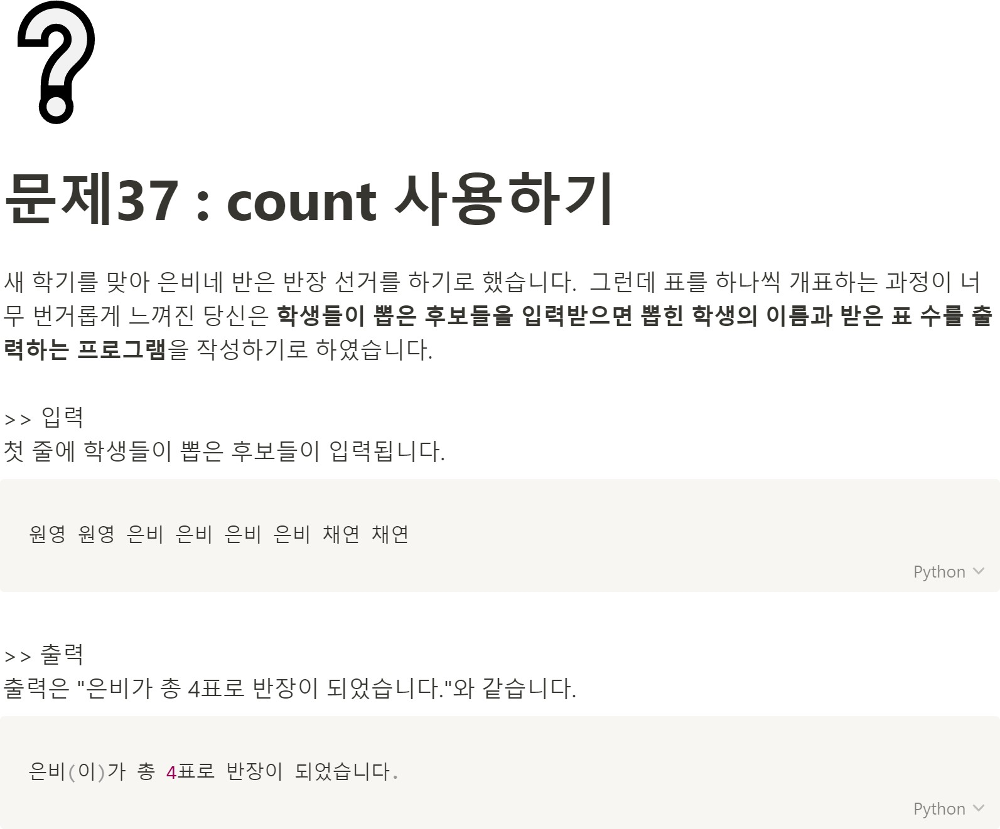 문제37 : count 사용하기
새 학기를 맞아 은비네 반은 반장 선거를 하기로 했습니다.  그런데 표를 하나씩 개표하는 과정이 너
무 번거롭게 느껴진 당신은 학생들이 뽑은 후보들을 입력받으면 뽑힌 학생의 이름과 받은 표 수를 출
력하는 프로그램을 작성하기로 하였습니다.
>> 입력
첫 줄에 학생들이 뽑은 후보들이 입력됩니다.
원영 원영 은비 은비 은비 은비 채연 채연
Python
>> 출력
출력은 "은비가 총 4표로 반장이 되었습니다."와 같습니다.
은비(이)가 총 4표로 반장이 되었습니다.
Python